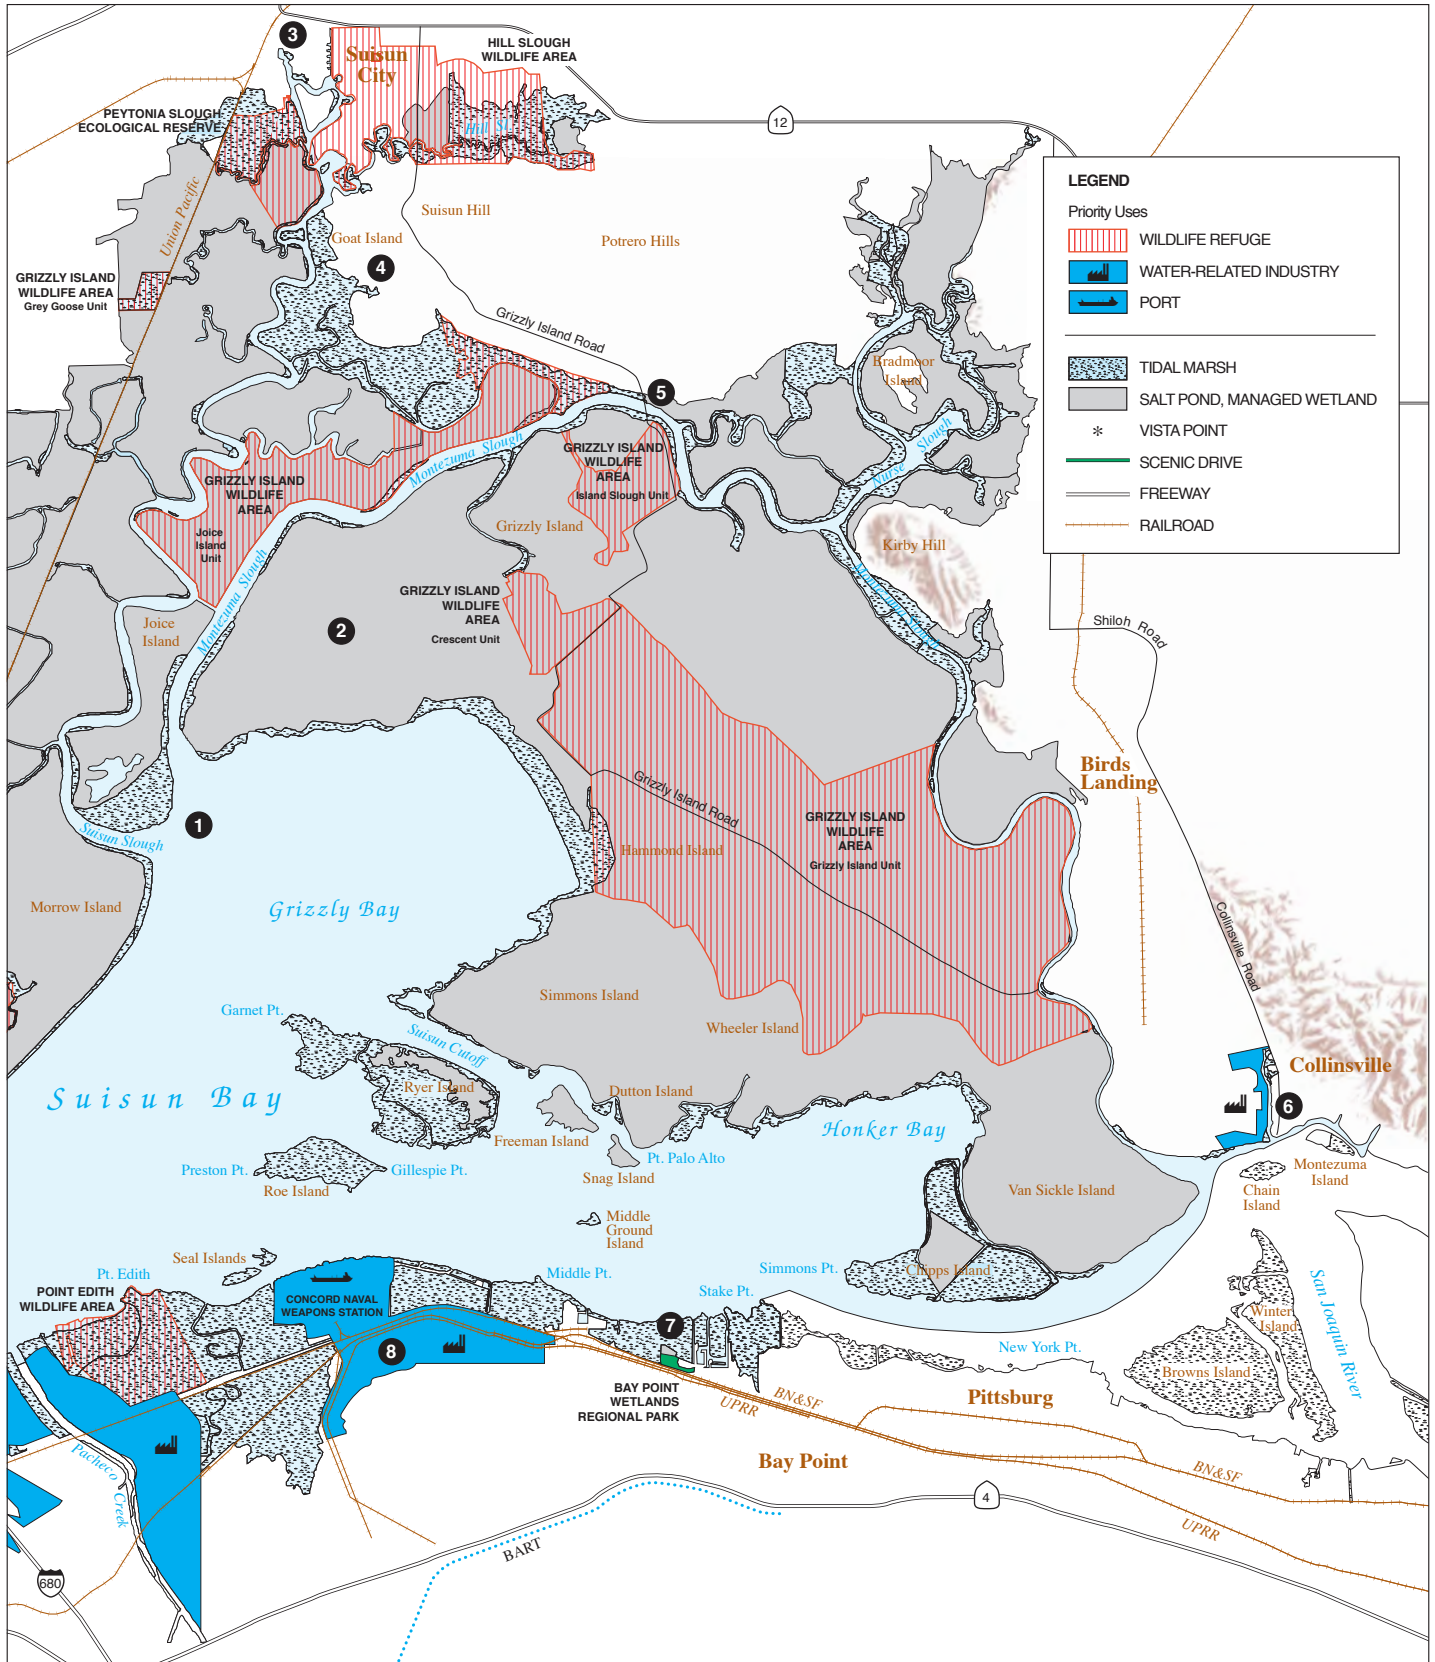 3
Suisun
City
HILL SLOUGH
WILDLIFE AREA
PEYTONIA SLOUGH
ECOLOGICAL RESERVE
Hill Sl.
12
Union Pacific
Suisun Hill
Goat Island
Potrero Hills
4
GRIZZLY ISLAND
WILDLIFE AREA
Grey Goose Unit
Grizzly Island Road
LEGEND
Priority Uses
WILDLIFE REFUGE
WATER-RELATED INDUSTRY
PORT
TIDAL MARSH
SALT POND, MANAGED WETLAND
* VISTA POINT
SCENIC DRIVE
FREEWAY
RAILROAD
Bradmoor
Island
5
Nurse Slough
Montezuma Slough
GRIZZLY ISLAND
WILDLIFE
AREA
Island Slough Unit
GRIZZLY ISLAND
WILDLIFE
AREA
Joice
Island
Unit
Grizzly Island
Kirby Hill
Montezuma Slough
Montezuma Slough
GRIZZLY ISLAND
WILDLIFE
AREA
Crescent Unit
Joice
Island
2
Shiloh Road
Birds
Landing
Grizzly Island Road
1
Suisun Slough
GRIZZLY ISLAND
WILDLIFE
AREA
Grizzly Island Unit
Hammond Island
Morrow Island
Grizzly Bay
Collinsville Road
Simmons Island
Garnet Pt.
Wheeler Island
Suisun Cutoff
Collinsville
Ryer Island
Dutton Island
Suisun Bay
6
Freeman Island
Honker Bay
Pt. Palo Alto
Preston Pt.
Gillespie Pt.
Snag Island
Roe Island
Van Sickle Island
Montezuma
Island
Chain
Island
Middle
Ground
Island
Seal Islands
Pt. Edith
Middle Pt.
Simmons Pt.
Chipps Island
POINT EDITH
WILDLIFE AREA
CONCORD NAVAL
WEAPONS STATION
Stake Pt.
San Joaquin River
Winter
Island
7
8
New York Pt.
Browns Island
BAY POINT
WETLANDS
REGIONAL PARK
BN&SF
UPRR
Pittsburg
Pacheco
Creek
Bay Point
BN&SF
4
UPRR
BART
680